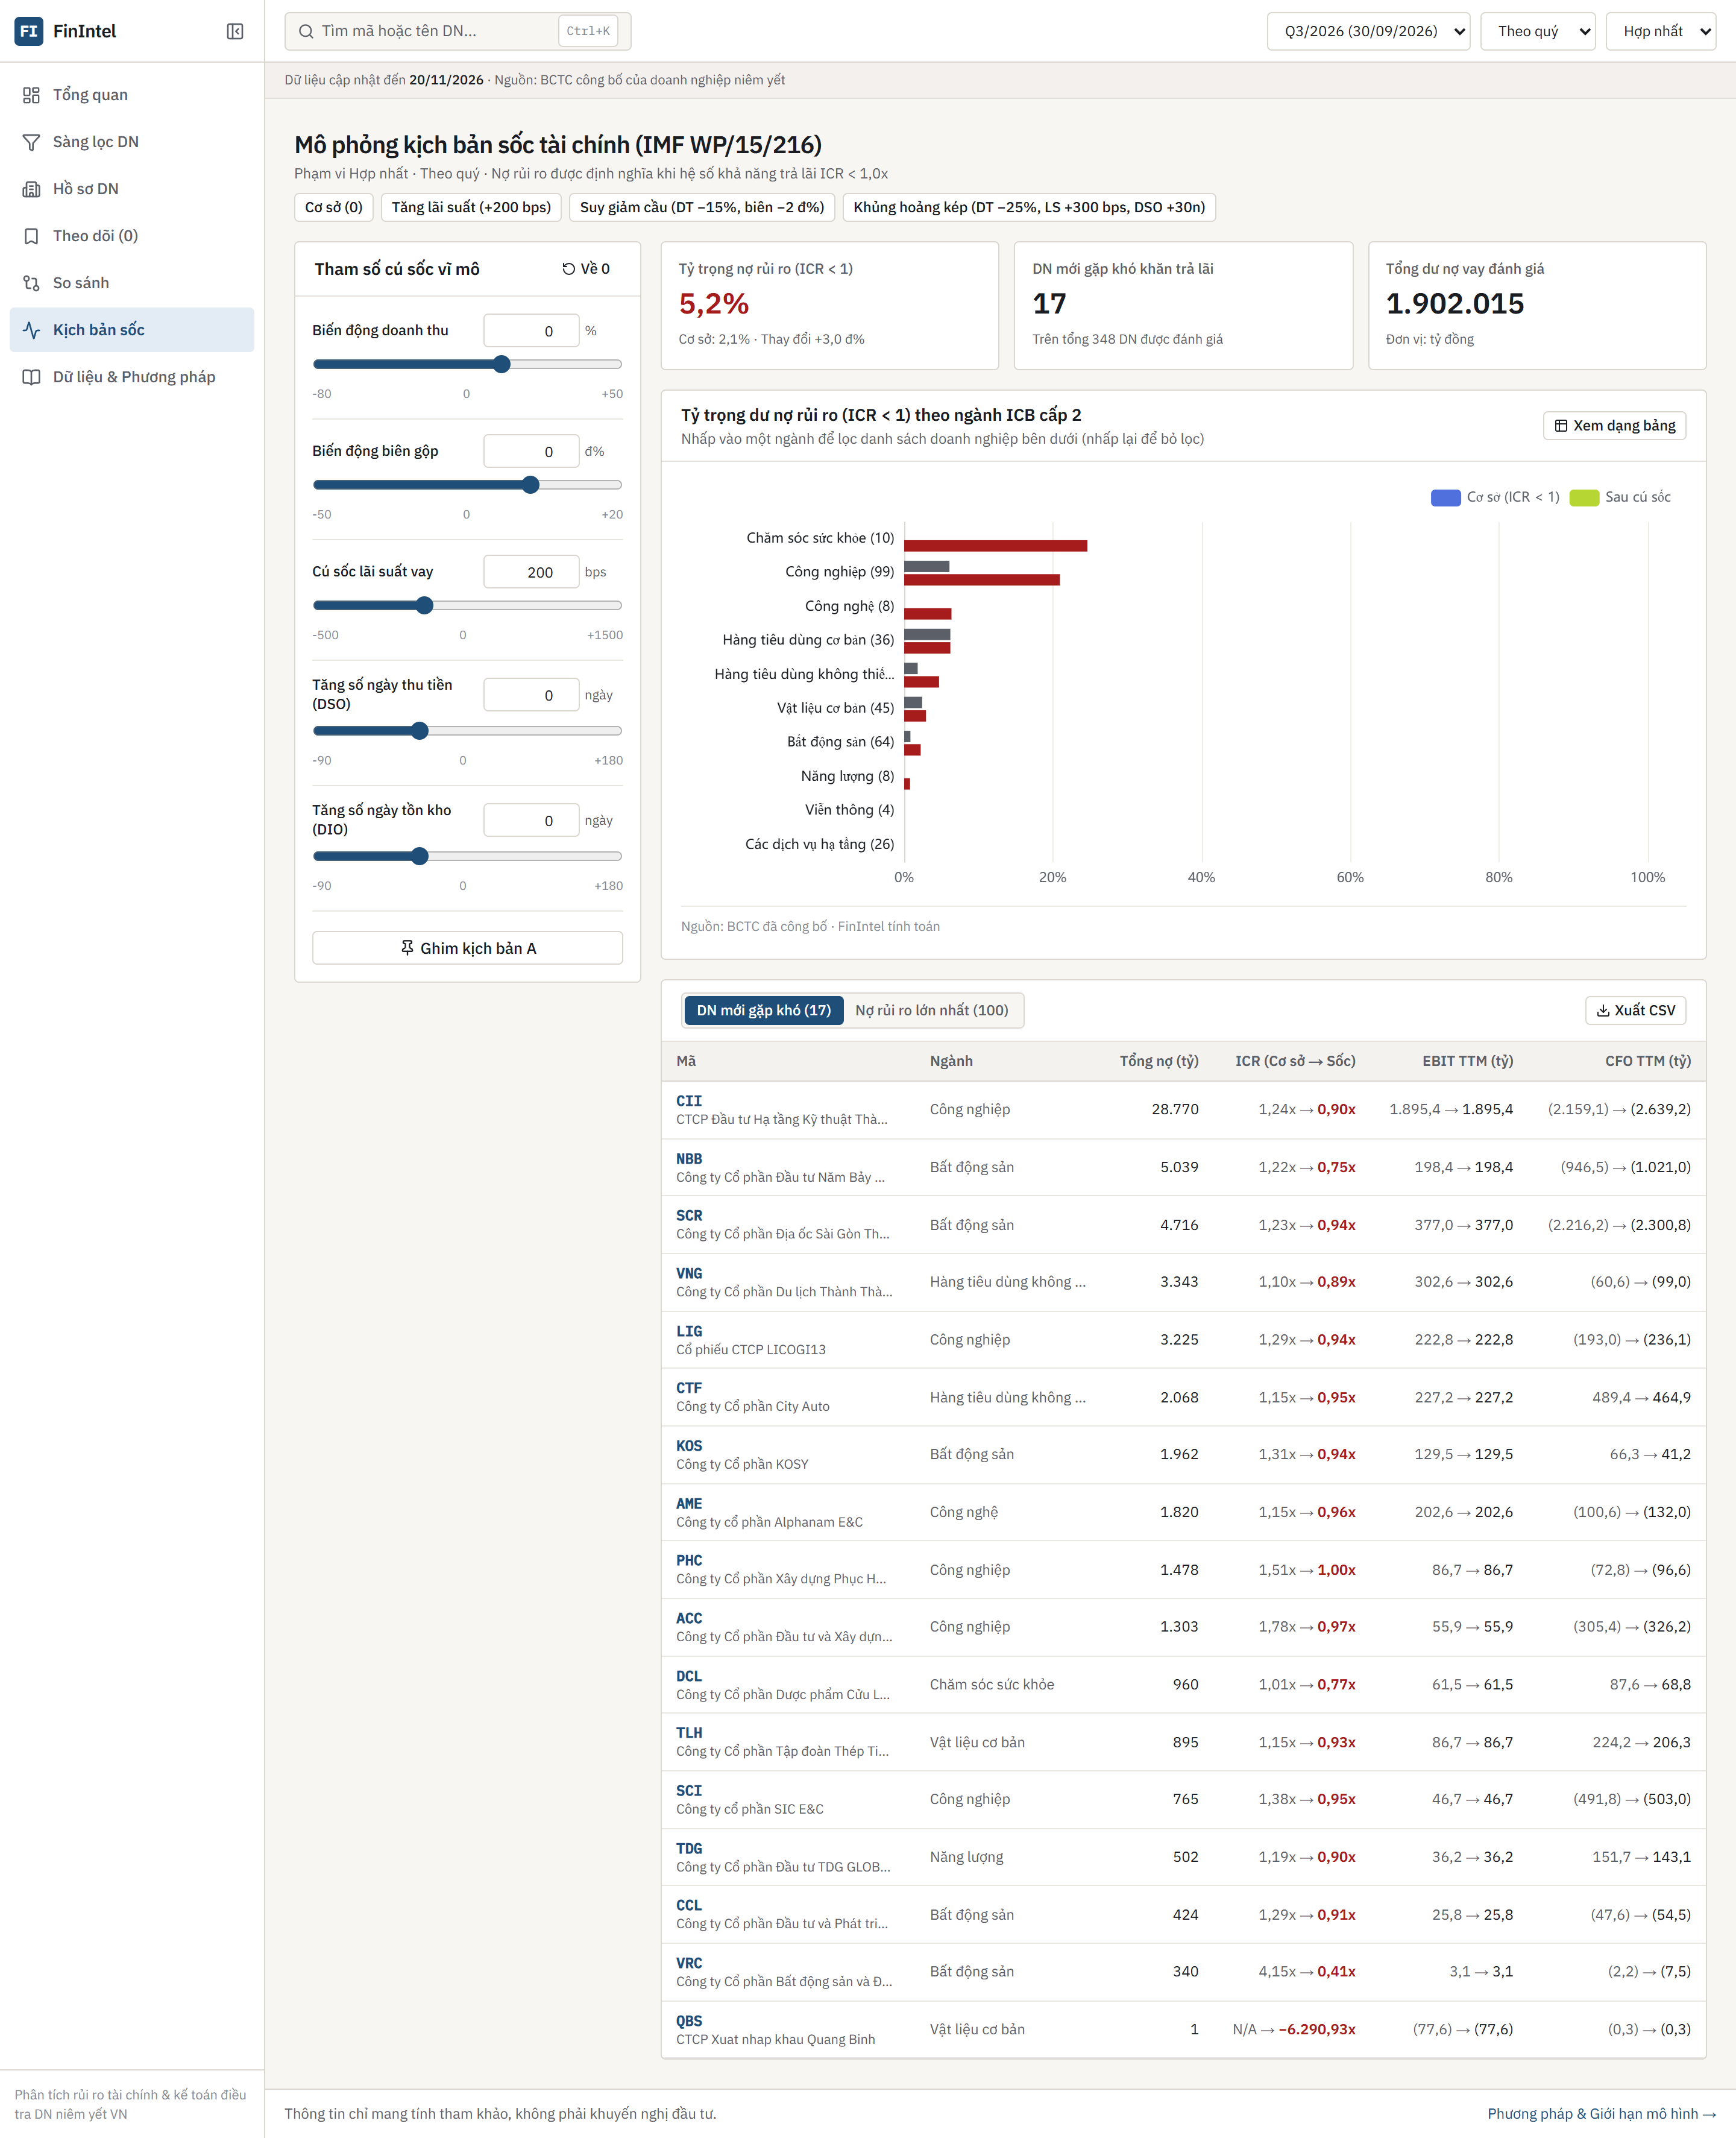 FI FinIntel
Tìm mã hoặc tên DN... Ctrl+K
Q3/2026 (30/09/2026) Theo quý Hợp nhất
Dữ liệu cập nhật đến 20/11/2026 · Nguồn: BCTC công bố của doanh nghiệp niêm yết
Tổng quan
Sàng lọc DN
Hồ sơ DN
Theo dõi (0)
So sánh
Kịch bản sốc
Dữ liệu & Phương pháp
Mô phỏng kịch bản sốc tài chính (IMF WP/15/216)
Phạm vi Hợp nhất · Theo quý · Nợ rủi ro được định nghĩa khi hệ số khả năng trả lãi ICR < 1,0x
Cơ sở (0) Tăng lãi suất (+200 bps) Suy giảm cầu (DT −15%, biên −2 đ%) Khủng hoảng kép (DT −25%, LS +300 bps, DSO +30n)
Tham số cú sốc vĩ mô Về 0
Biến động doanh thu 0 %
-80 0 +50
Biến động biên gộp 0 đ%
-50 0 +20
Cú sốc lãi suất vay 200 bps
-500 0 +1500
Tăng số ngày thu tiền
(DSO) 0 ngày
-90 0 +180
Tăng số ngày tồn kho
(DIO) 0 ngày
-90 0 +180
Ghim kịch bản A
Tỷ trọng nợ rủi ro (ICR < 1)
5,2%
Cơ sở: 2,1% · Thay đổi +3,0 đ%
DN mới gặp khó khăn trả lãi
17
Trên tổng 348 DN được đánh giá
Tổng dư nợ vay đánh giá
1.902.015
Đơn vị: tỷ đồng
Tỷ trọng dư nợ rủi ro (ICR < 1) theo ngành ICB cấp 2
Nhấp vào một ngành để lọc danh sách doanh nghiệp bên dưới (nhấp lại để bỏ lọc)
Xem dạng bảng
Cơ sở (ICR < 1) Sau cú sốc
Chăm sóc sức khỏe (10)
Công nghiệp (99)
Công nghệ (8)
Hàng tiêu dùng cơ bản (36)
Hàng tiêu dùng không thiế...
Vật liệu cơ bản (45)
Bất động sản (64)
Năng lượng (8)
Viễn thông (4)
Các dịch vụ hạ tầng (26)
0% 20% 40% 60% 80% 100%
Nguồn: BCTC đã công bố · FinIntel tính toán
DN mới gặp khó (17) Nợ rủi ro lớn nhất (100) Xuất CSV
Mã Ngành Tổng nợ (tỷ) ICR (Cơ sở → Sốc) EBIT TTM (tỷ) CFO TTM (tỷ)
CII
CTCP Đầu tư Hạ tầng Kỹ thuật Thà... Công nghiệp 28.770 1,24x → 0,90x 1.895,4 → 1.895,4 (2.159,1) → (2.639,2)
NBB
Công ty Cổ phần Đầu tư Năm Bảy ... Bất động sản 5.039 1,22x → 0,75x 198,4 → 198,4 (946,5) → (1.021,0)
SCR
Công ty Cổ phần Địa ốc Sài Gòn Th... Bất động sản 4.716 1,23x → 0,94x 377,0 → 377,0 (2.216,2) → (2.300,8)
VNG
Công ty Cổ phần Du lịch Thành Thà... Hàng tiêu dùng không ... 3.343 1,10x → 0,89x 302,6 → 302,6 (60,6) → (99,0)
LIG
Cổ phiếu CTCP LICOGI13 Công nghiệp 3.225 1,29x → 0,94x 222,8 → 222,8 (193,0) → (236,1)
CTF
Công ty Cổ phần City Auto Hàng tiêu dùng không ... 2.068 1,15x → 0,95x 227,2 → 227,2 489,4 → 464,9
KOS
Công ty Cổ phần KOSY Bất động sản 1.962 1,31x → 0,94x 129,5 → 129,5 66,3 → 41,2
AME
Công ty cổ phần Alphanam E&C Công nghệ 1.820 1,15x → 0,96x 202,6 → 202,6 (100,6) → (132,0)
PHC
Công ty Cổ phần Xây dựng Phục H... Công nghiệp 1.478 1,51x → 1,00x 86,7 → 86,7 (72,8) → (96,6)
ACC
Công ty Cổ phần Đầu tư và Xây dựn... Công nghiệp 1.303 1,78x → 0,97x 55,9 → 55,9 (305,4) → (326,2)
DCL
Công ty Cổ phần Dược phẩm Cửu L... Chăm sóc sức khỏe 960 1,01x → 0,77x 61,5 → 61,5 87,6 → 68,8
TLH
Công ty Cổ phần Tập đoàn Thép Ti... Vật liệu cơ bản 895 1,15x → 0,93x 86,7 → 86,7 224,2 → 206,3
SCI
Công ty cổ phần SIC E&C Công nghiệp 765 1,38x → 0,95x 46,7 → 46,7 (491,8) → (503,0)
TDG
Công ty Cổ phần Đầu tư TDG GLOB... Năng lượng 502 1,19x → 0,90x 36,2 → 36,2 151,7 → 143,1
CCL
Công ty Cổ phần Đầu tư và Phát tri... Bất động sản 424 1,29x → 0,91x 25,8 → 25,8 (47,6) → (54,5)
VRC
Công ty Cổ phần Bất động sản và Đ... Bất động sản 340 4,15x → 0,41x 3,1 → 3,1 (2,2) → (7,5)
QBS
CTCP Xuat nhap khau Quang Binh Vật liệu cơ bản 1 N/A → −6.290,93x (77,6) → (77,6) (0,3) → (0,3)
Phân tích rủi ro tài chính & kế toán điều
tra DN niêm yết VN
Thông tin chỉ mang tính tham khảo, không phải khuyến nghị đầu tư. Phương pháp & Giới hạn mô hình →